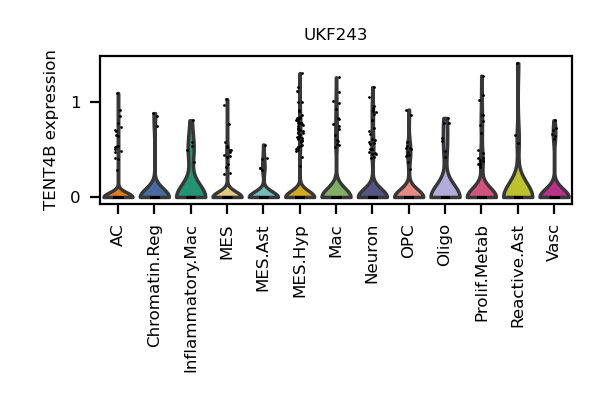 UKF243
TENT4B expression
1
0
AC
Chromatin.Reg
Inflammatory.Mac
MES
MES.Ast
MES.Hyp
Mac
Neuron
OPC
Oligo
Prolif.Metab
Reactive.Ast
Vasc